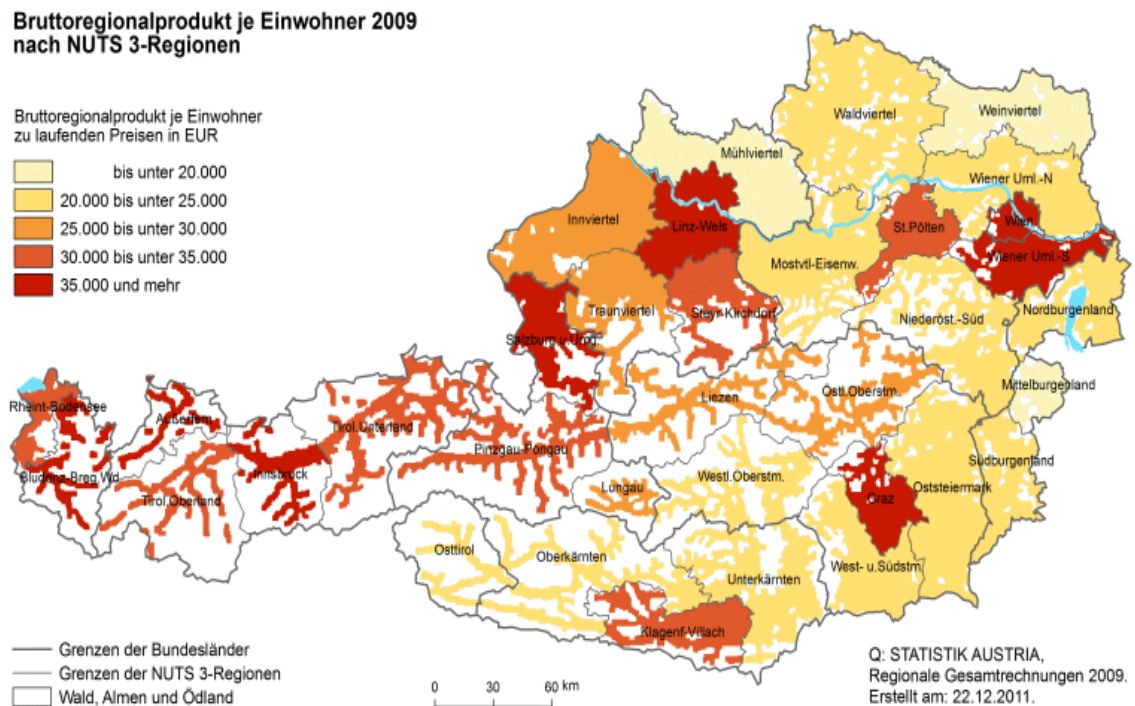 Bruttoregionalprodukt je Einwohner 2009
nach NUTS 3-Regionen
Bruttoregionalprodukt je Einwohner
zu laufenden Preisen in EUR
bis unter 20.000
20.000 bis unter 25.000
25.000 bis unter 30.000
30.000 bis unter 35.000
35.000 und mehr
Waldviertel
Weinviertel
Mühlviertel
Wiener Uml.-N
Innviertel
Linz-Wels
St.Pölten
Wien
Mostvtl-Eisenw.
Wiener Uml.-S
Traunviertel
Steyr-Kirchdorf
Niederöst.-Süd
Nordburgenland
Salzburg u.Umg.
Mittelburgenland
Rheint-Bodensee
Außerfern
Tirol.Unterland
Liezen
Östl.Oberstm.
Pinzgau-Pongau
Bludenz-Breg.Wd
Innsbruck
Tirol.Oberland
Lungau
Westl.Oberstm.
Graz
Oststeiermark
Südburgenland
Osttirol
Oberkärnten
Unterkärnten
West- u.Südstm.
Klagenf-Villach
Grenzen der Bundesländer
Grenzen der NUTS 3-Regionen
Wald, Almen und Ödland
0 30 60 km
Q: STATISTIK AUSTRIA,
Regionale Gesamtrechnungen 2009.
Erstellt am: 22.12.2011.